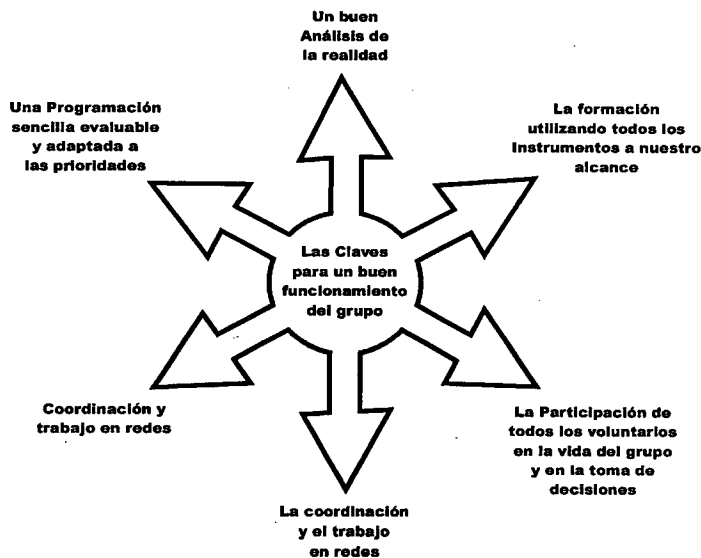 Un buen
Análisis de
la realidad
Una Programación
sencilla evaluable
y adaptada a
las prioridades
La formación
utilizando todos los
Instrumentos a nuestro
alcance
Las Claves
para un buen
funcionamiento
del grupo
Coordinación y
trabajo en redes
La Participación de
todos los voluntarios
en la vida del grupo
y en la toma de
decisiones
La coordinación
y el trabajo
en redes